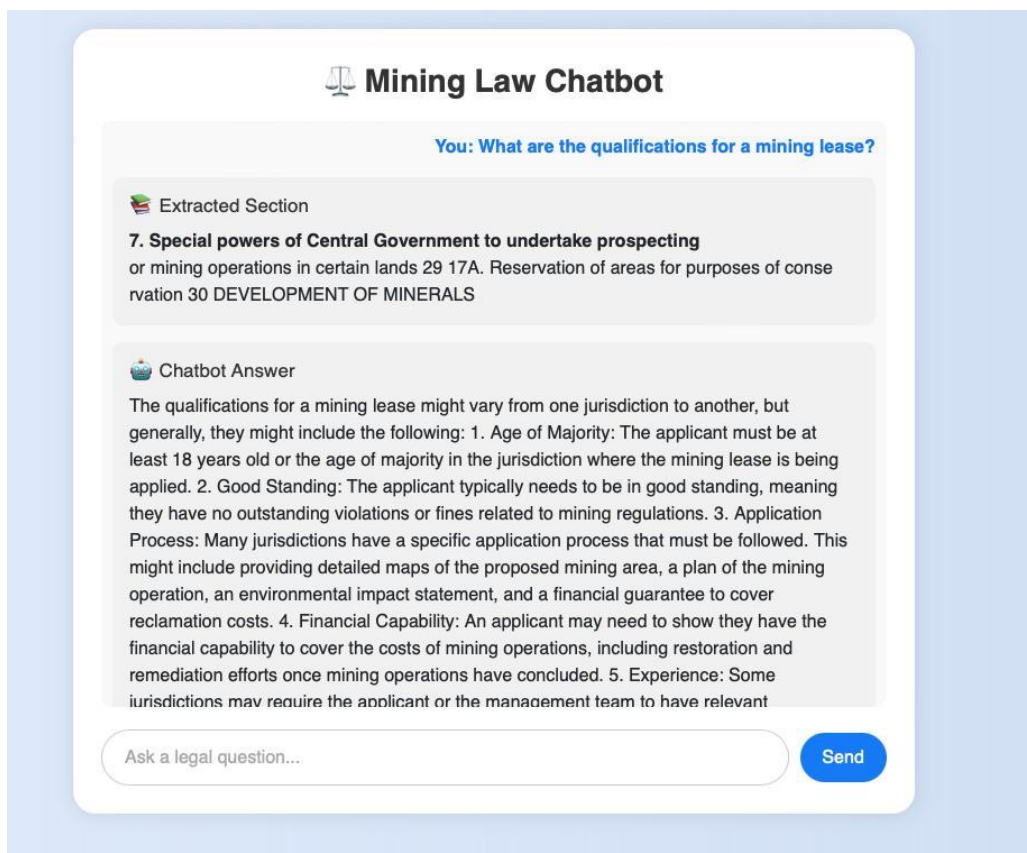 ⚖️ Mining Law Chatbot
You: What are the qualifications for a mining lease?
📚 Extracted Section
7. Special powers of Central Government to undertake prospecting
or mining operations in certain lands 29 17A. Reservation of areas for purposes of conse
rvation 30 DEVELOPMENT OF MINERALS
🤖 Chatbot Answer
The qualifications for a mining lease might vary from one jurisdiction to another, but
generally, they might include the following: 1. Age of Majority: The applicant must be at
least 18 years old or the age of majority in the jurisdiction where the mining lease is being
applied. 2. Good Standing: The applicant typically needs to be in good standing, meaning
they have no outstanding violations or fines related to mining regulations. 3. Application
Process: Many jurisdictions have a specific application process that must be followed. This
might include providing detailed maps of the proposed mining area, a plan of the mining
operation, an environmental impact statement, and a financial guarantee to cover
reclamation costs. 4. Financial Capability: An applicant may need to show they have the
financial capability to cover the costs of mining operations, including restoration and
remediation efforts once mining operations have concluded. 5. Experience: Some
jurisdictions may require the applicant or the management team to have relevant
Ask a legal question...
Send